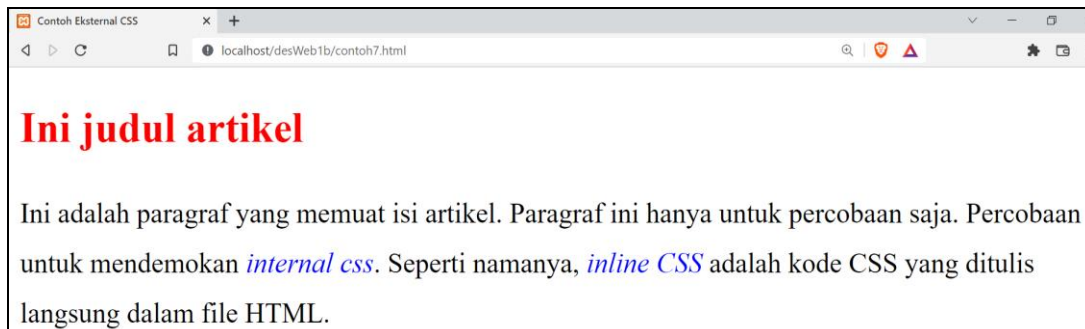 Contoh Eksternal CSS
localhost/desWeb1b/contoh7.html
Ini judul artikel
Ini adalah paragraf yang memuat isi artikel. Paragraf ini hanya untuk percobaan saja. Percobaan
untuk mendemokan internal css. Seperti namanya, inline CSS adalah kode CSS yang ditulis
langsung dalam file HTML.